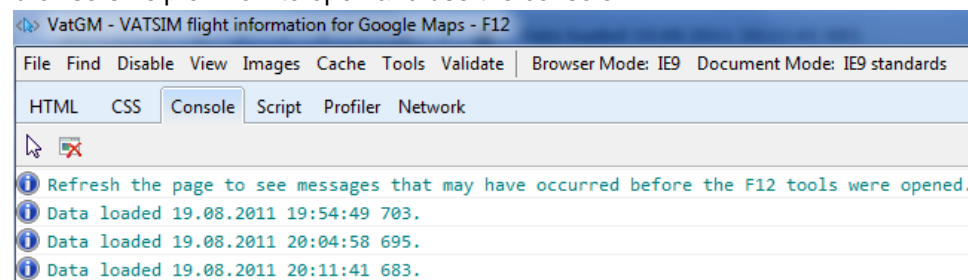 VatGM - VATSIM flight information for Google Maps - F12
File Find Disable View Images Cache Tools Validate Browser Mode: IE9 Document Mode: IE9 standards
HTML CSS Console Script Profiler Network
Refresh the page to see messages that may have occurred before the F12 tools were opened.
Data loaded 19.08.2011 19:54:49 703.
Data loaded 19.08.2011 20:04:58 695.
Data loaded 19.08.2011 20:11:41 683.